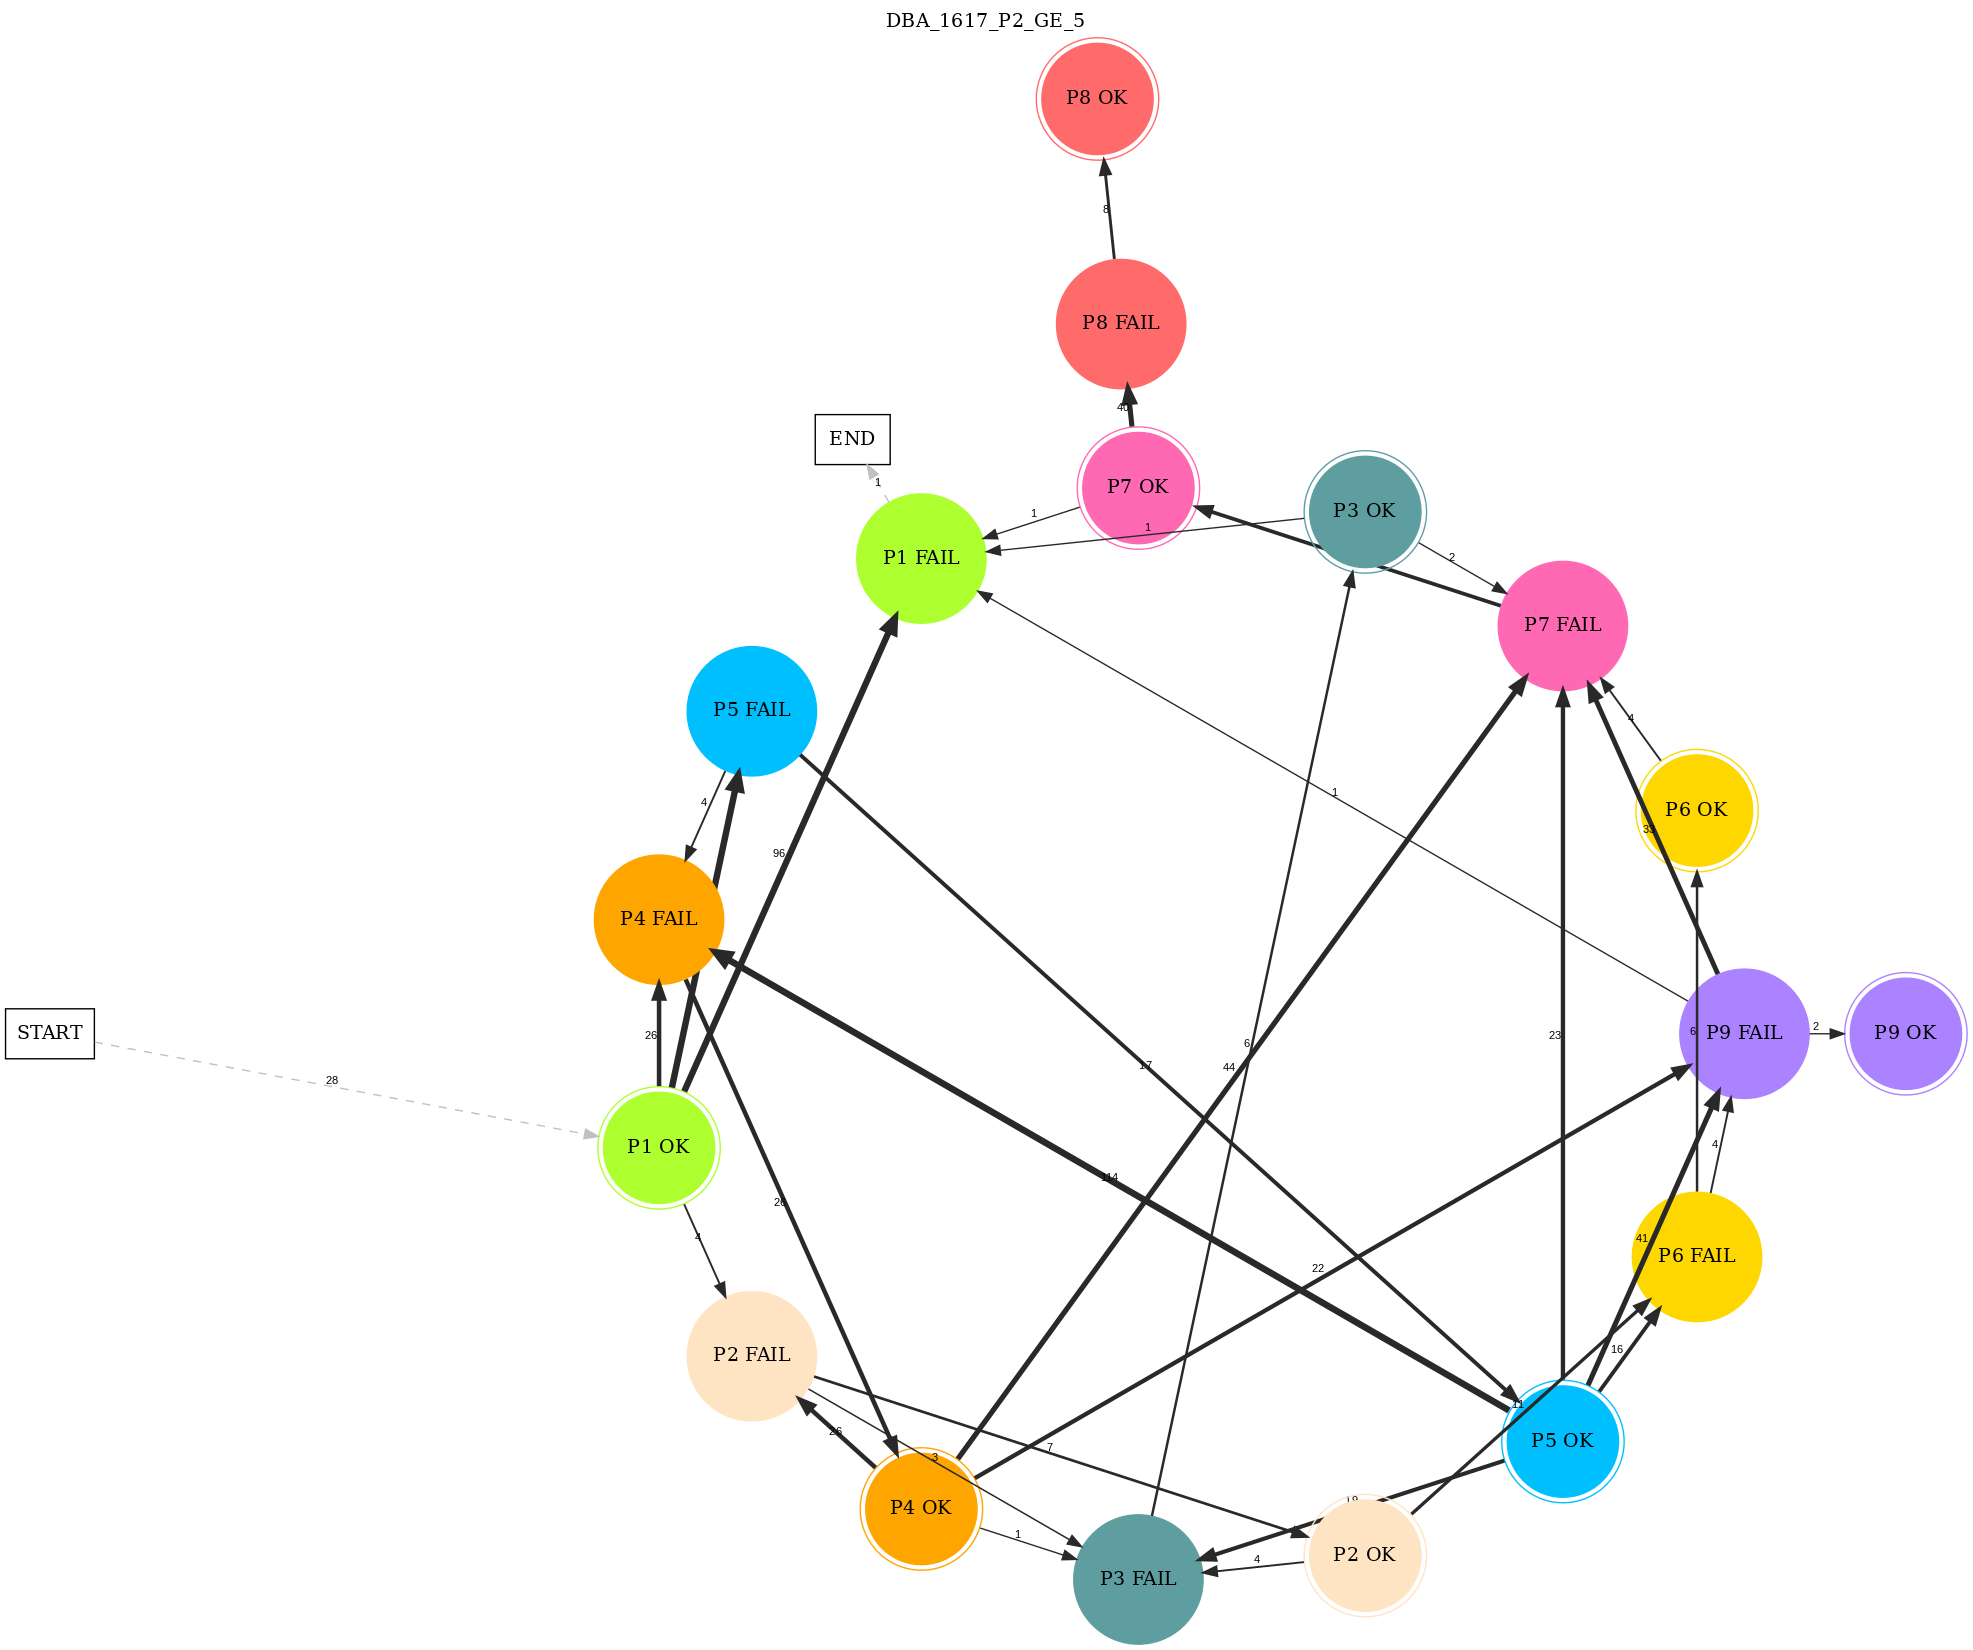 DBA_1617_P2_GE_5
P8 OK
8
P8 FAIL
40
END
1
P7 OK
P3 OK
1
1
2
P1 FAIL
P7 FAIL
P5 FAIL
4
4
1
P6 OK
33
96
P4 FAIL
START
26
6
23
6
P9 FAIL
2
P9 OK
17
44
28
P1 OK
4
114
26
4
41
P6 FAIL
22
16
P2 FAIL
11
26
7
3
P5 OK
P4 OK
19
1
P2 OK
4
P3 FAIL